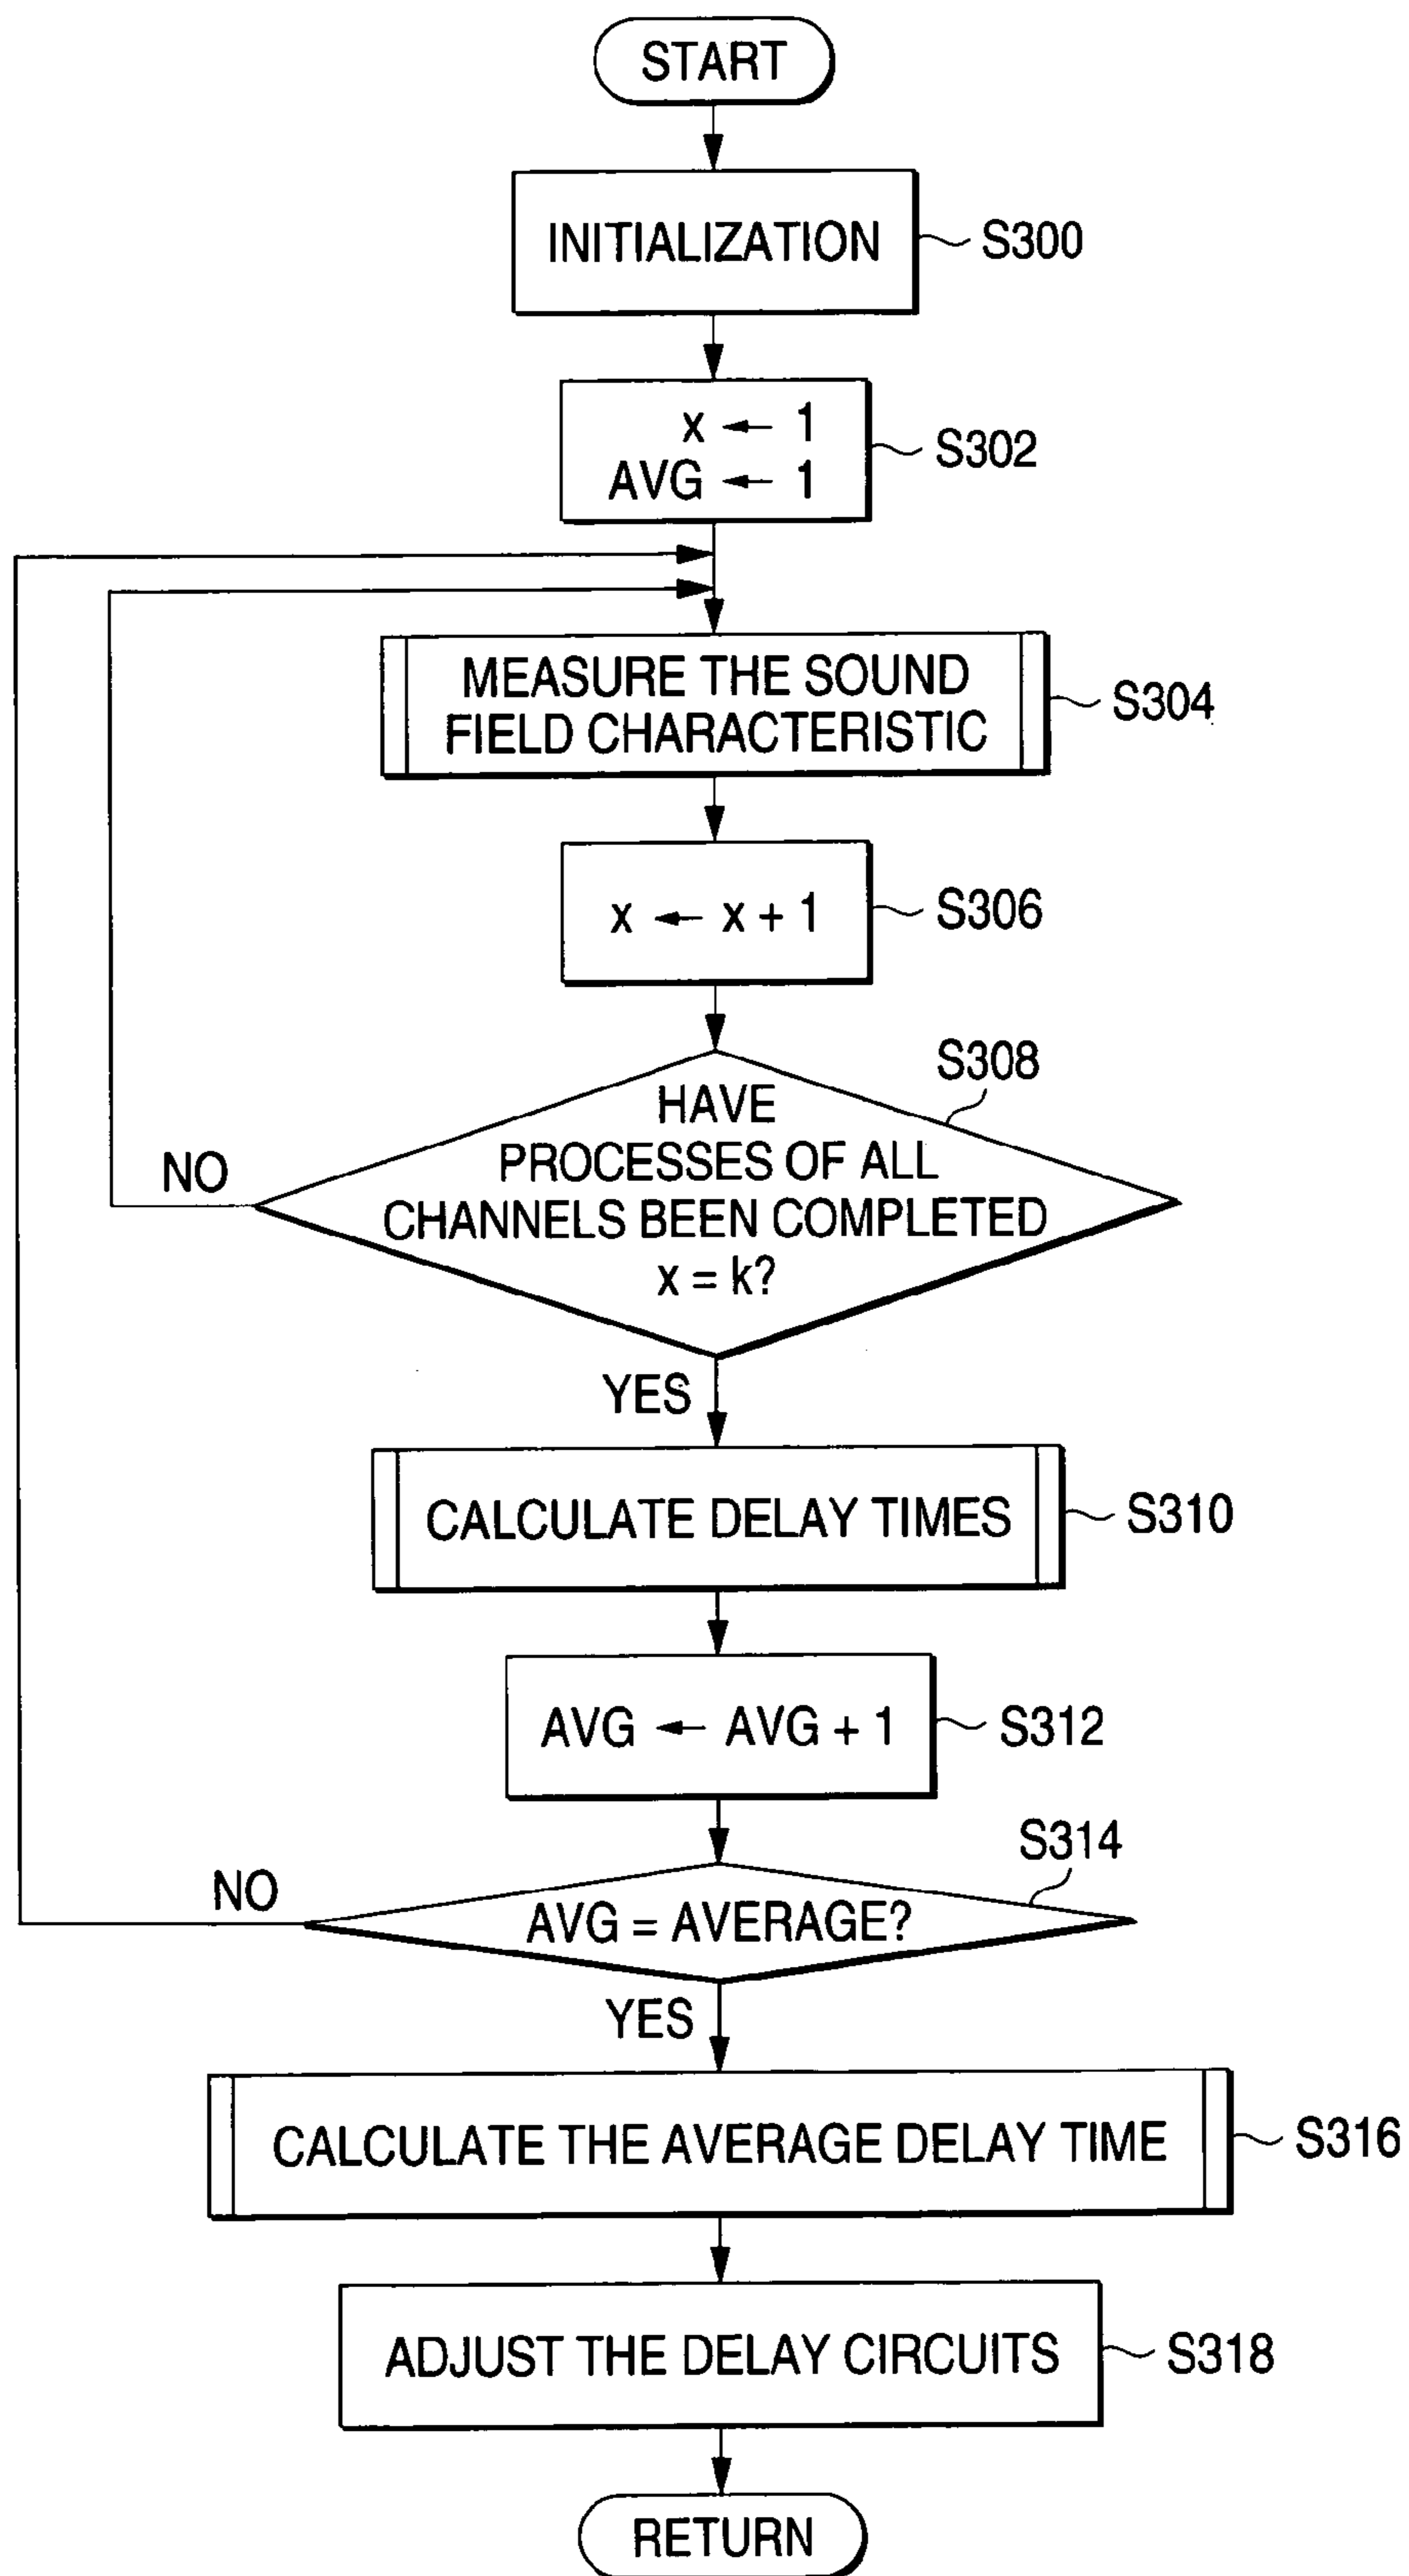 START
INITIALIZATION
S300
x ← 1
AVG ← 1
S302
MEASURE THE SOUND
FIELD CHARACTERISTIC
S304
x ← x + 1
S306
S308
HAVE
PROCESSES OF ALL
CHANNELS BEEN COMPLETED
x = k?
NO
YES
CALCULATE DELAY TIMES
S310
AVG ← AVG + 1
S312
S314
AVG = AVERAGE?
NO
YES
CALCULATE THE AVERAGE DELAY TIME
S316
ADJUST THE DELAY CIRCUITS
S318
RETURN